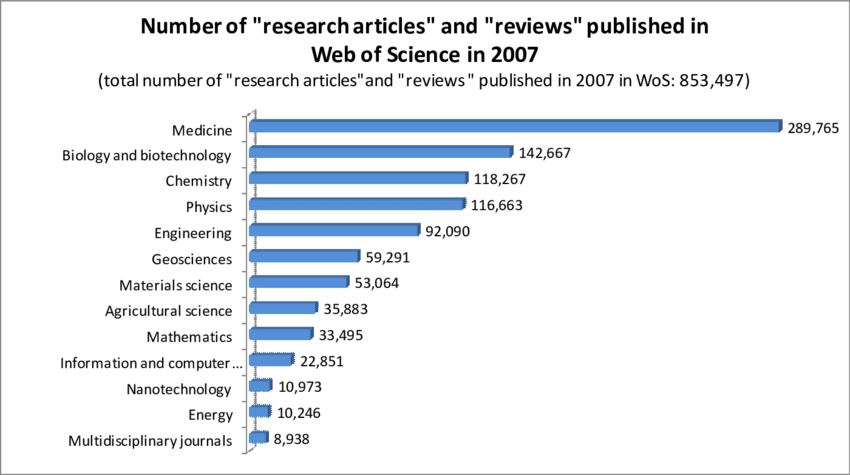 Number of "research articles" and "reviews" published in
Web of Science in 2007
(total number of "research articles"and "reviews " published in 2007 in WoS: 853,497)
Medicine 289,765
Biology and biotechnology 142,667
Chemistry 118,267
Physics 116,663
Engineering 92,090
Geosciences 59,291
Materials science 53,064
Agricultural science 35,883
Mathematics 33,495
Information and computer ... 22,851
Nanotechnology 10,973
Energy 10,246
Multidisciplinary journals 8,938